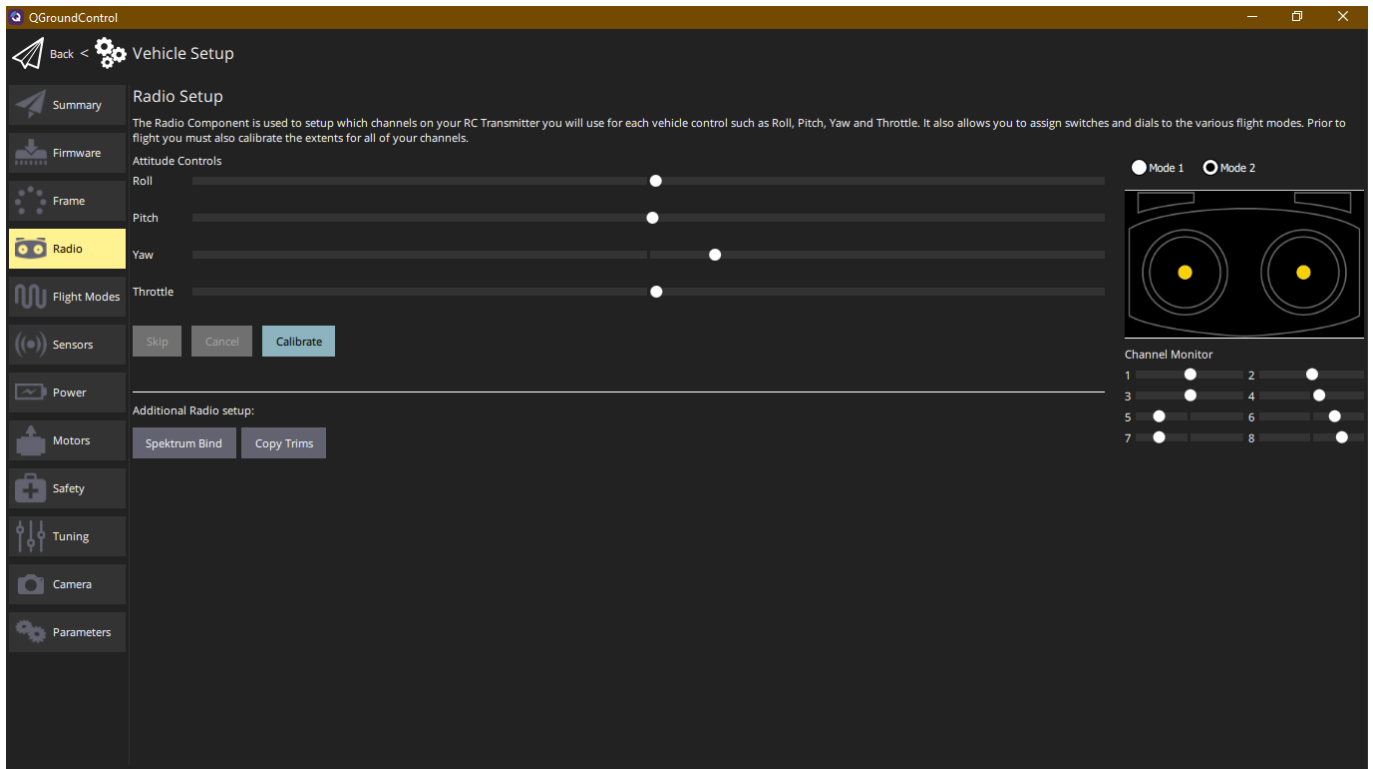 QGroundControl
Back < Vehicle Setup
Summary
Firmware
Frame
Radio
Flight Modes
Sensors
Power
Motors
Safety
Tuning
Camera
Parameters
Radio Setup
The Radio Component is used to setup which channels on your RC Transmitter you will use for each vehicle control such as Roll, Pitch, Yaw and Throttle. It also allows you to assign switches and dials to the various flight modes. Prior to
flight you must also calibrate the extents for all of your channels.
Attitude Controls
Roll
Pitch
Yaw
Throttle
Skip Cancel Calibrate
Additional Radio setup:
Spektrum Bind Copy Trims
Mode 1 Mode 2
Channel Monitor
1 2
3 4
5 6
7 8